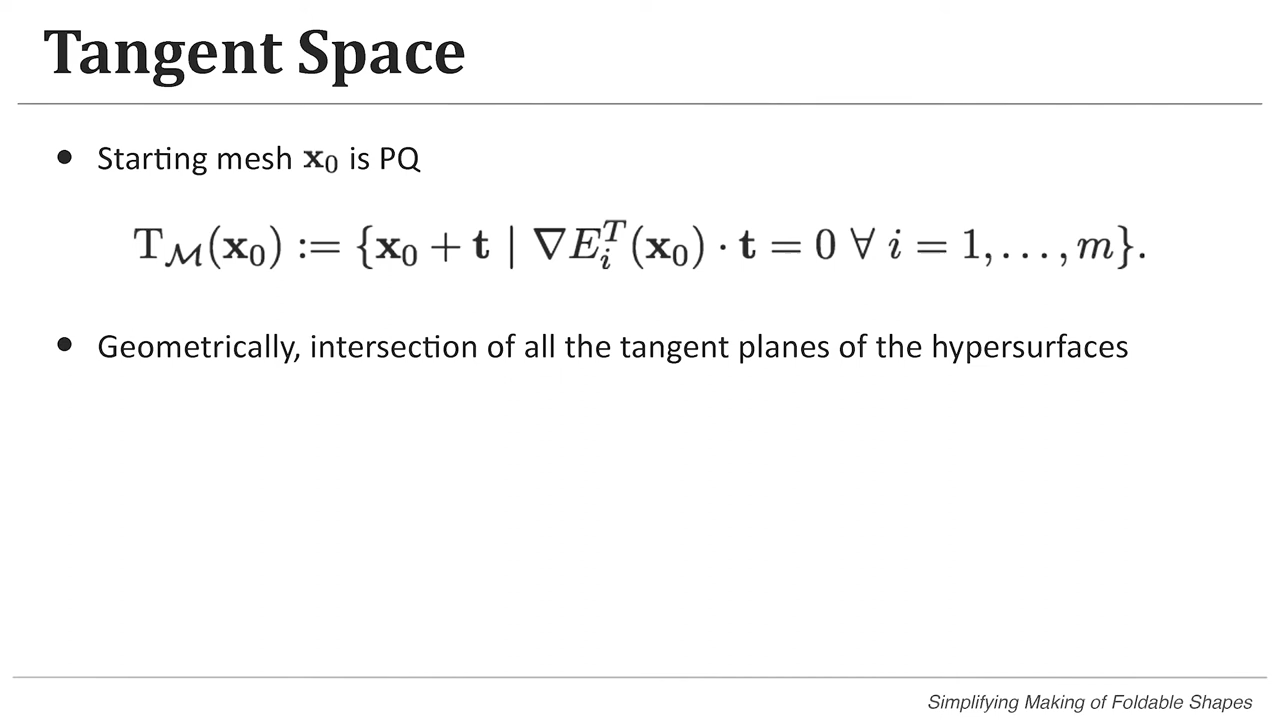 Tangent Space
• Starting mesh x₀ is PQ
T_ℳ(x₀) := {x₀ + t | ∇E_i^T(x₀) · t = 0 ∀ i = 1, . . . , m}.
• Geometrically, intersection of all the tangent planes of the hypersurfaces
Simplifying Making of Foldable Shapes